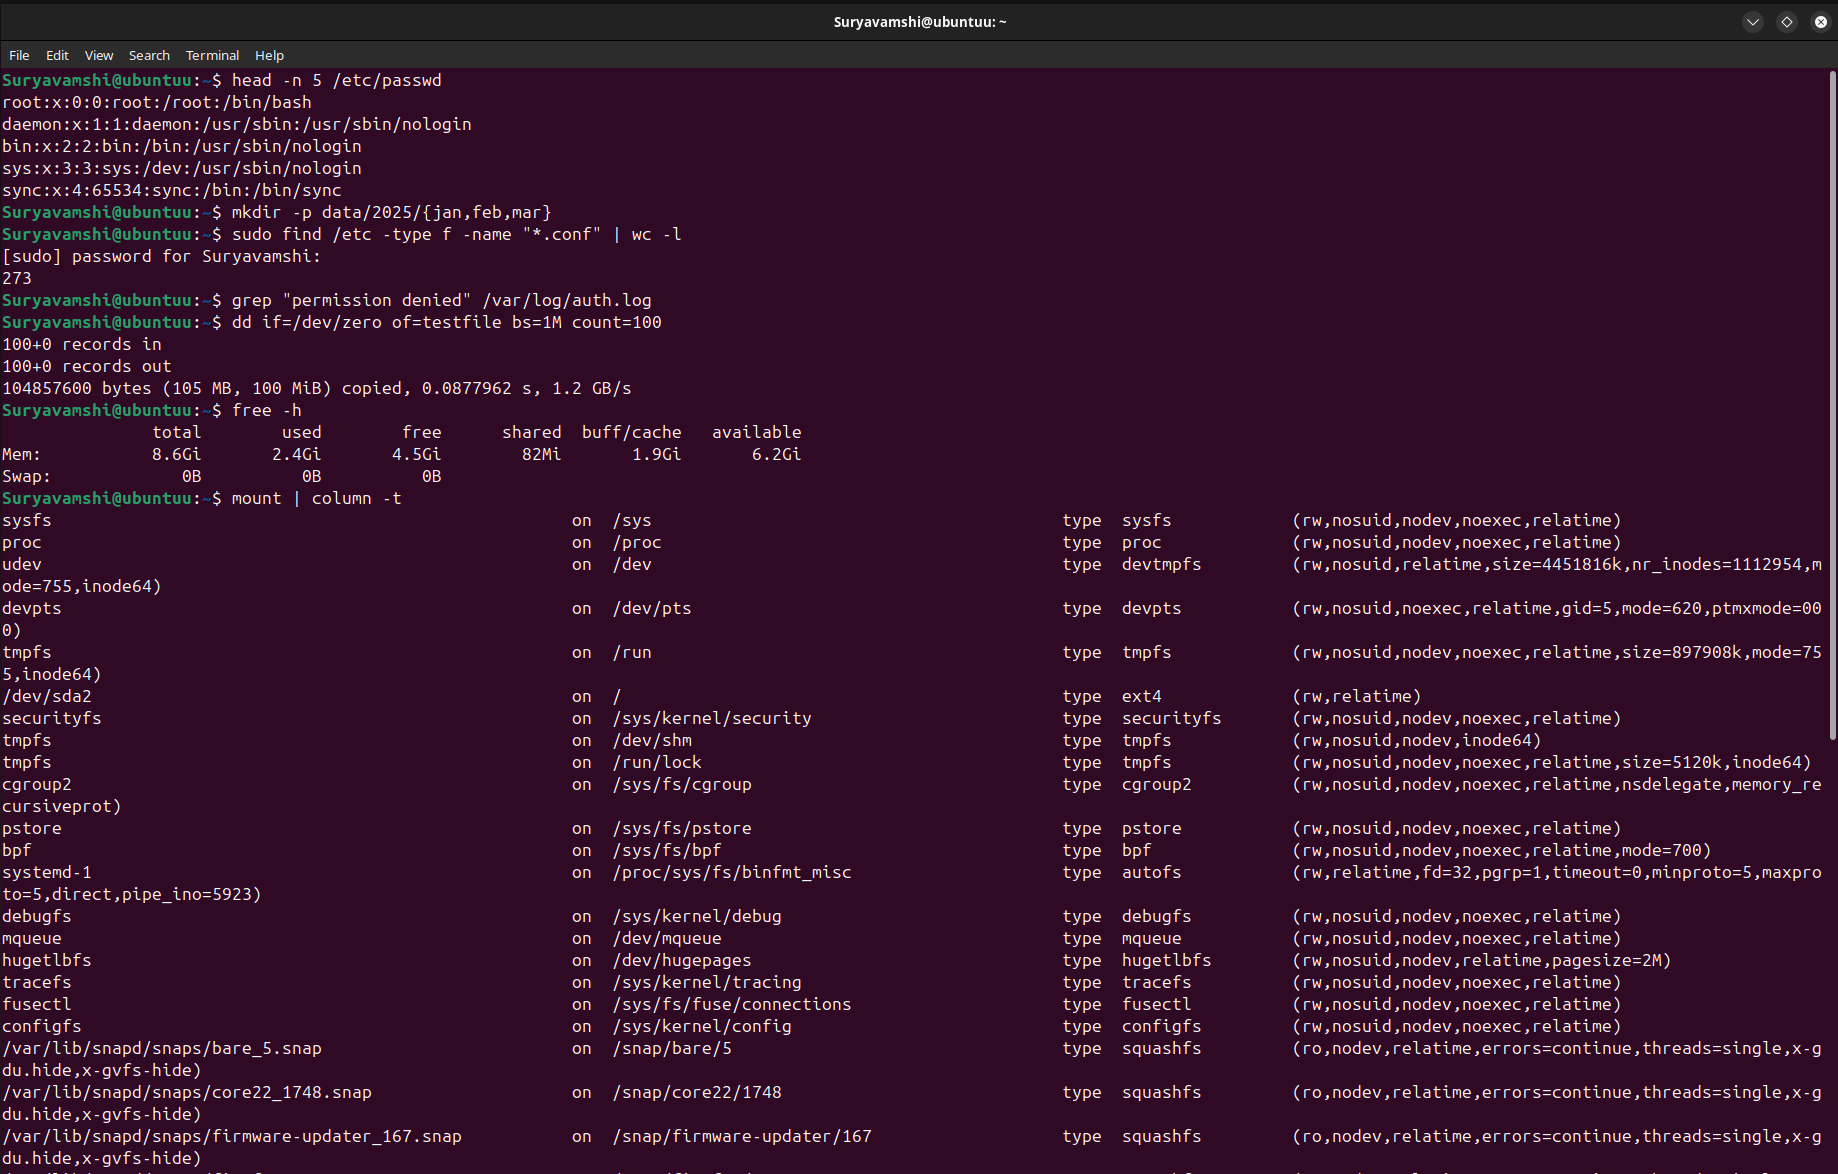 Suryavamshi@ubuntuu: ~
File Edit View Search Terminal Help
Suryavamshi@ubuntuu:~$ head -n 5 /etc/passwd
root:x:0:0:root:/root:/bin/bash
daemon:x:1:1:daemon:/usr/sbin:/usr/sbin/nologin
bin:x:2:2:bin:/bin:/usr/sbin/nologin
sys:x:3:3:sys:/dev:/usr/sbin/nologin
sync:x:4:65534:sync:/bin:/bin/sync
Suryavamshi@ubuntuu:~$ mkdir -p data/2025/{jan,feb,mar}
Suryavamshi@ubuntuu:~$ sudo find /etc -type f -name "*.conf" | wc -l
[sudo] password for Suryavamshi:
273
Suryavamshi@ubuntuu:~$ grep "permission denied" /var/log/auth.log
Suryavamshi@ubuntuu:~$ dd if=/dev/zero of=testfile bs=1M count=100
100+0 records in
100+0 records out
104857600 bytes (105 MB, 100 MiB) copied, 0.0877962 s, 1.2 GB/s
Suryavamshi@ubuntuu:~$ free -h
total used free shared buff/cache available
Mem: 8.6Gi 2.4Gi 4.5Gi 82Mi 1.9Gi 6.2Gi
Swap: 0B 0B 0B
Suryavamshi@ubuntuu:~$ mount | column -t
sysfs on /sys type sysfs (rw,nosuid,nodev,noexec,relatime)
proc on /proc type proc (rw,nosuid,nodev,noexec,relatime)
udev on /dev type devtmpfs (rw,nosuid,relatime,size=4451816k,nr_inodes=1112954,m
ode=755,inode64)
devpts on /dev/pts type devpts (rw,nosuid,noexec,relatime,gid=5,mode=620,ptmxmode=00
0)
tmpfs on /run type tmpfs (rw,nosuid,nodev,noexec,relatime,size=897908k,mode=75
5,inode64)
/dev/sda2 on / type ext4 (rw,relatime)
securityfs on /sys/kernel/security type securityfs (rw,nosuid,nodev,noexec,relatime)
tmpfs on /dev/shm type tmpfs (rw,nosuid,nodev,inode64)
tmpfs on /run/lock type tmpfs (rw,nosuid,nodev,noexec,relatime,size=5120k,inode64)
cgroup2 on /sys/fs/cgroup type cgroup2 (rw,nosuid,nodev,noexec,relatime,nsdelegate,memory_re
cursiveprot)
pstore on /sys/fs/pstore type pstore (rw,nosuid,nodev,noexec,relatime)
bpf on /sys/fs/bpf type bpf (rw,nosuid,nodev,noexec,relatime,mode=700)
systemd-1 on /proc/sys/fs/binfmt_misc type autofs (rw,relatime,fd=32,pgrp=1,timeout=0,minproto=5,maxpro
to=5,direct,pipe_ino=5923)
debugfs on /sys/kernel/debug type debugfs (rw,nosuid,nodev,noexec,relatime)
mqueue on /dev/mqueue type mqueue (rw,nosuid,nodev,noexec,relatime)
hugetlbfs on /dev/hugepages type hugetlbfs (rw,nosuid,nodev,relatime,pagesize=2M)
tracefs on /sys/kernel/tracing type tracefs (rw,nosuid,nodev,noexec,relatime)
fusectl on /sys/fs/fuse/connections type fusectl (rw,nosuid,nodev,noexec,relatime)
configfs on /sys/kernel/config type configfs (rw,nosuid,nodev,noexec,relatime)
/var/lib/snapd/snaps/bare_5.snap on /snap/bare/5 type squashfs (ro,nodev,relatime,errors=continue,threads=single,x-g
du.hide,x-gvfs-hide)
/var/lib/snapd/snaps/core22_1748.snap on /snap/core22/1748 type squashfs (ro,nodev,relatime,errors=continue,threads=single,x-g
du.hide,x-gvfs-hide)
/var/lib/snapd/snaps/firmware-updater_167.snap on /snap/firmware-updater/167 type squashfs (ro,nodev,relatime,errors=continue,threads=single,x-g
du.hide,x-gvfs-hide)